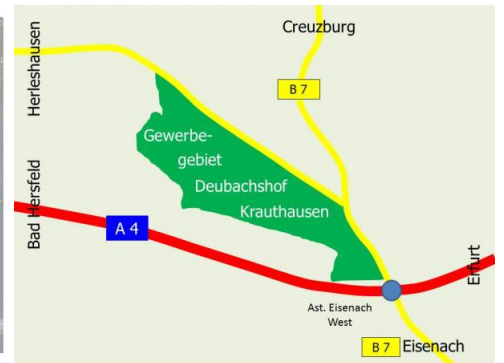 Creuzburg
Herleshausen
B 7
Gewerbe-
gebiet
Deubachshof
Krauthausen
Bad Hersfeld
A 4
Erfurt
Ast. Eisenach
West
B 7 Eisenach